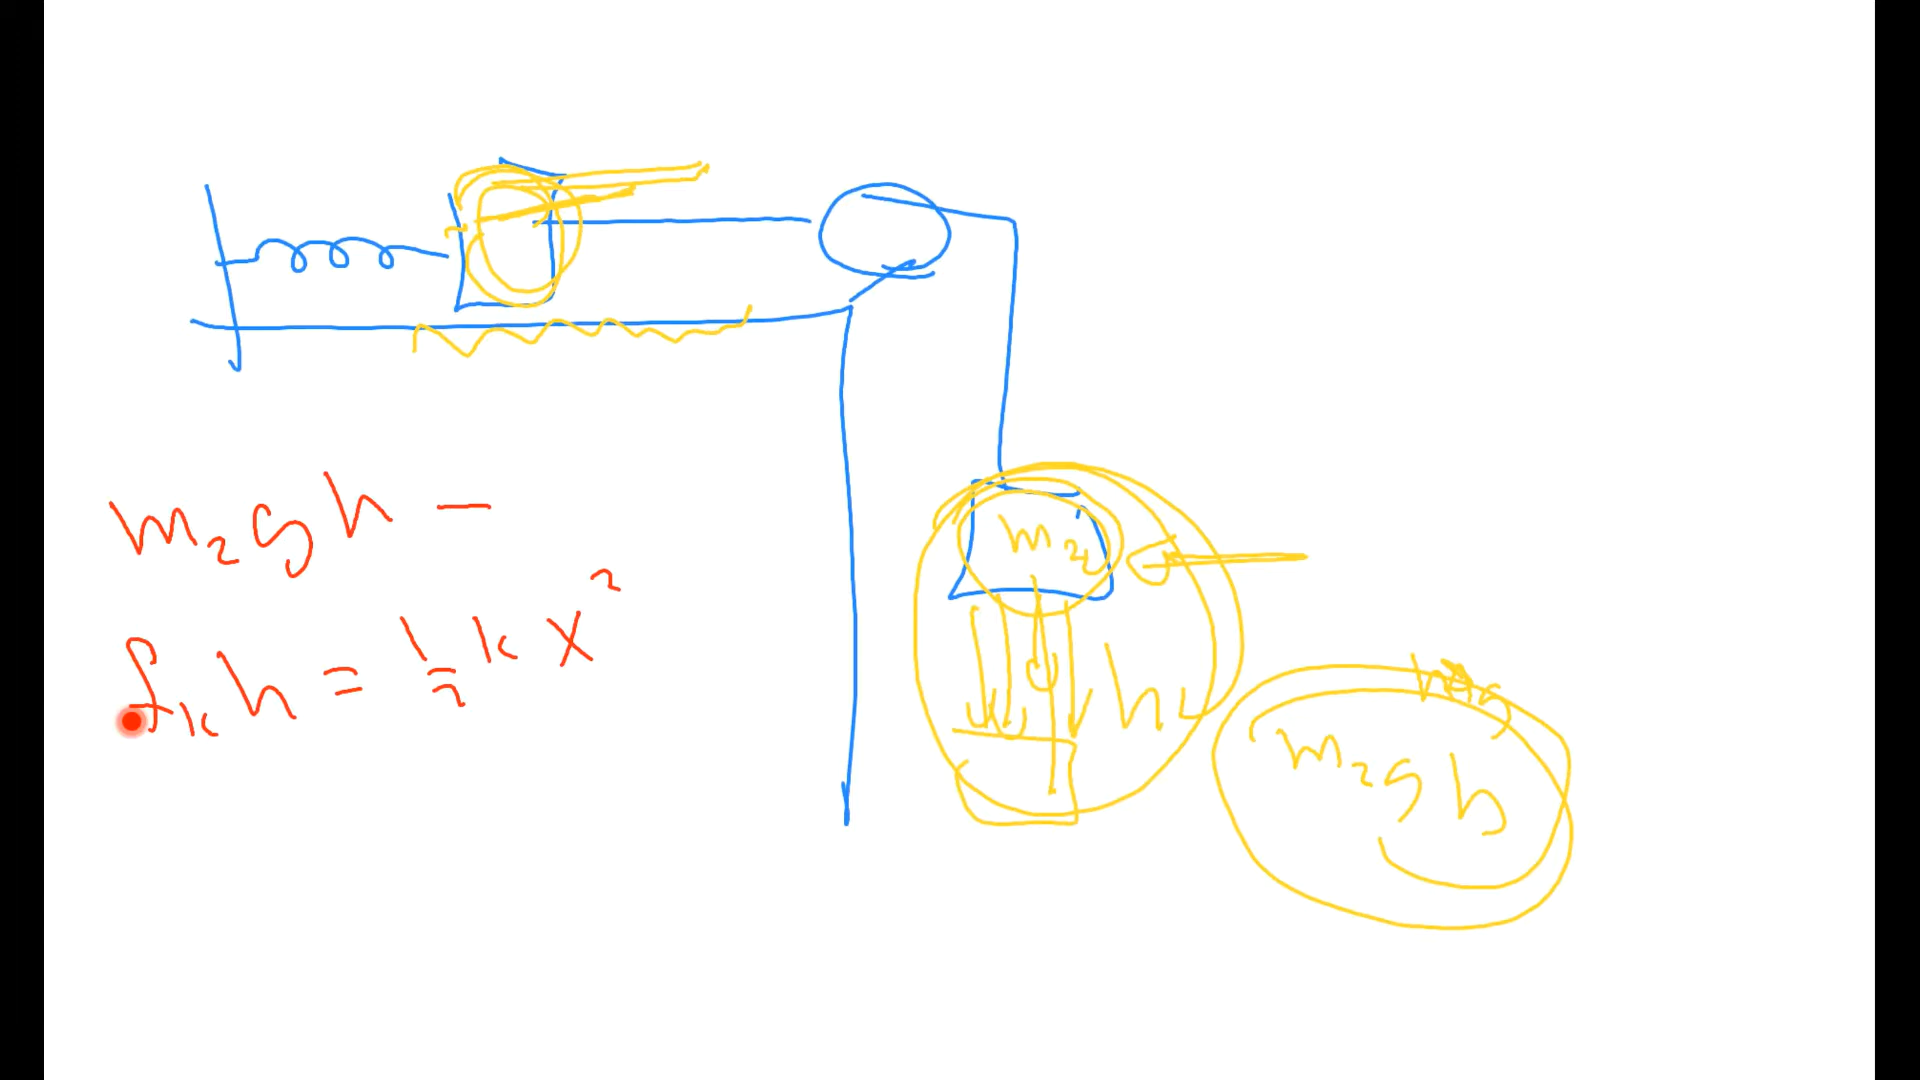 m₂
h
m₂gh −
fₖh = ½kx²
m₂gh